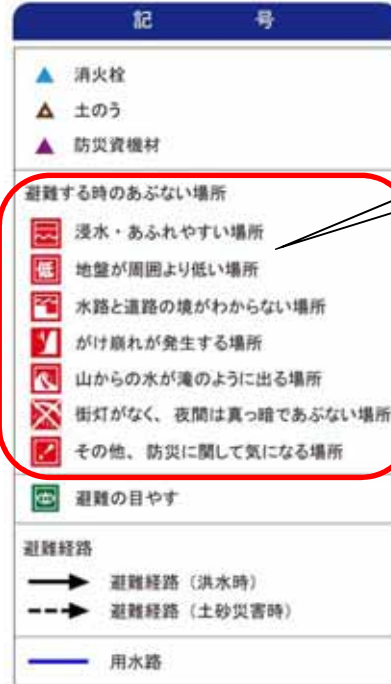 記 号
消火栓
土のう
防災資機材
避難する時のあぶない場所
浸水・あふれやすい場所
低 地盤が周囲より低い場所
水路と道路の境がわからない場所
がけ崩れが発生する場所
山からの水が滝のように出る場所
街灯がなく、夜間は真っ暗であぶない場所
その他、防災に関して気になる場所
避難の目やす
避難経路
避難経路（洪水時）
避難経路（土砂災害時）
用水路